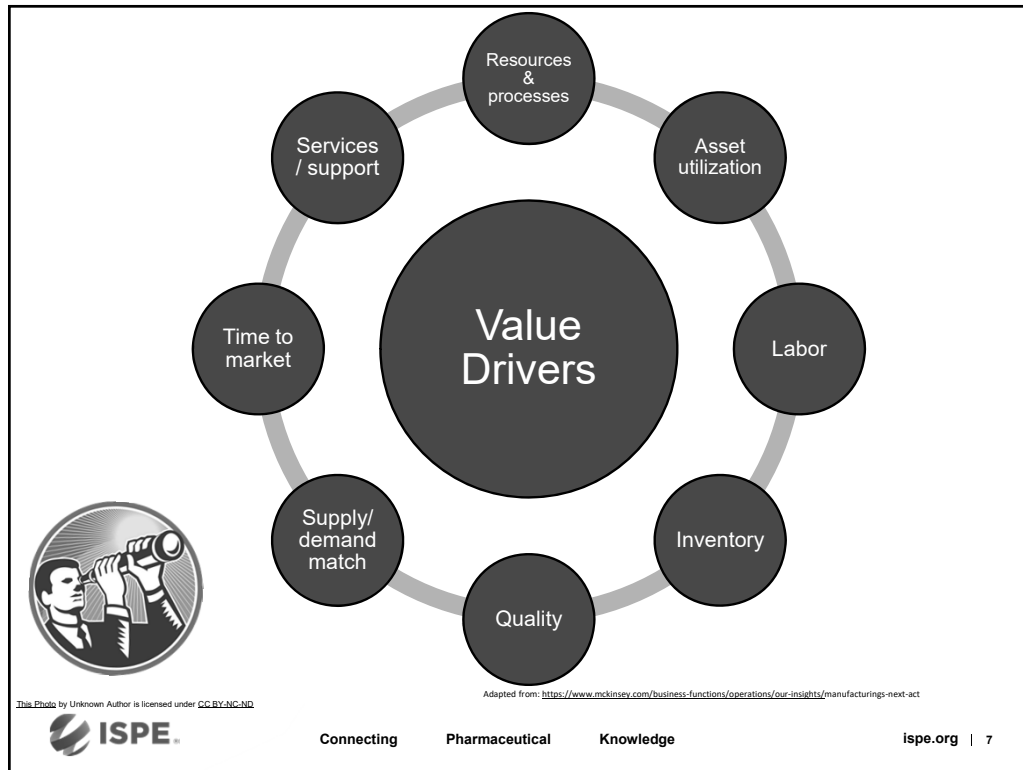 Resources
&
processes
Asset
utilization
Labor
Inventory
Quality
Supply/
demand
match
Time to
market
Services
/ support
Value
Drivers
Adapted from: https://www.mckinsey.com/business-functions/operations/our-insights/manufacturings-next-act
This Photo by Unknown Author is licensed under CC BY-NC-ND
ISPE.
Connecting Pharmaceutical Knowledge
ispe.org | 7